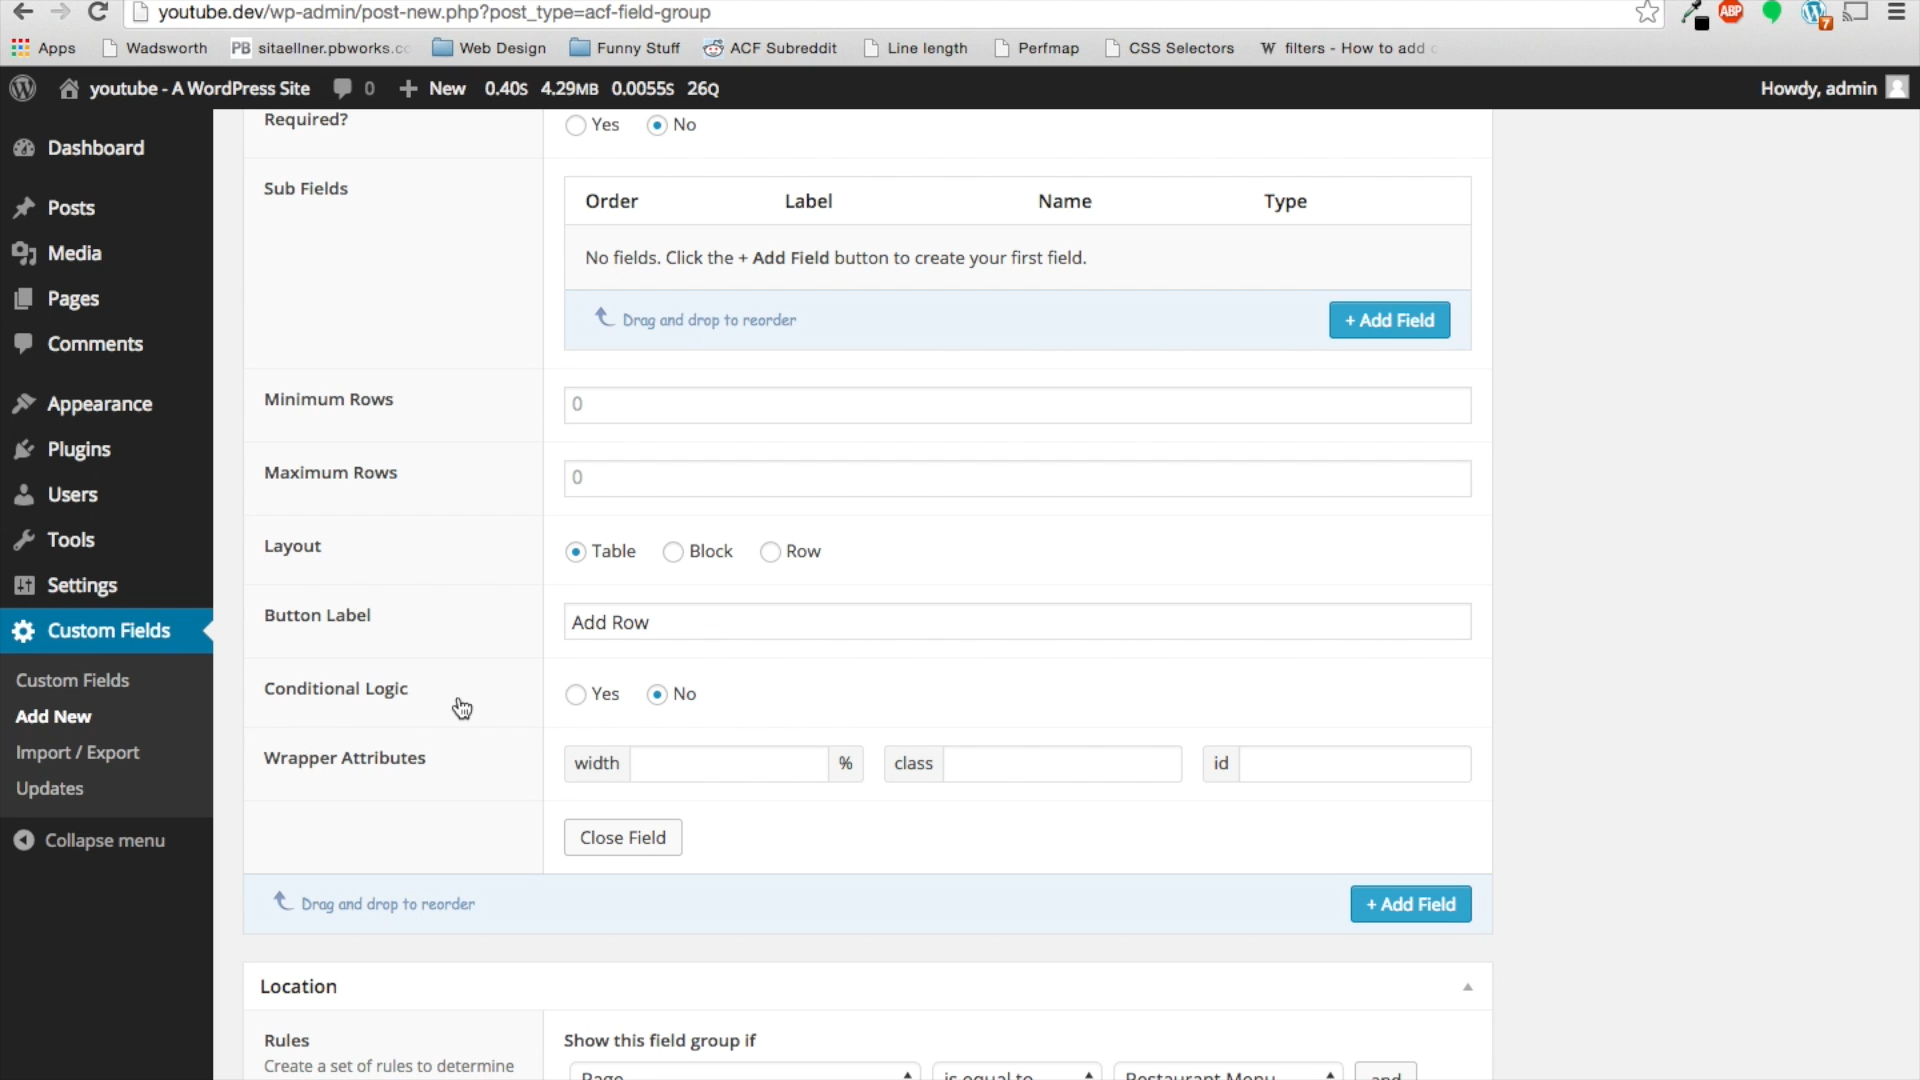 youtube.dev/wp-admin/post-new.php?post_type=acf-field-group
Apps Wadsworth PB sitaellner.pbworks.co Web Design Funny Stuff ACF Subreddit Line length Perfmap CSS Selectors W filters - How to add
ABP 7
youtube - A WordPress Site 0 + New 0.40s 4.29MB 0.0055s 26Q Howdy, admin
Dashboard
Posts
Media
Pages
Comments
Appearance
Plugins
Users
Tools
Settings
Custom Fields
Custom Fields
Add New
Import / Export
Updates
Collapse menu
Required? Yes No
Sub Fields
Order Label Name Type
No fields. Click the + Add Field button to create your first field.
Drag and drop to reorder + Add Field
Minimum Rows 0
Maximum Rows 0
Layout Table Block Row
Button Label Add Row
Conditional Logic Yes No
Wrapper Attributes width % class id
Close Field
Drag and drop to reorder + Add Field
Location
Rules Show this field group if
Create a set of rules to determine
Page is equal to Restaurant Menu and